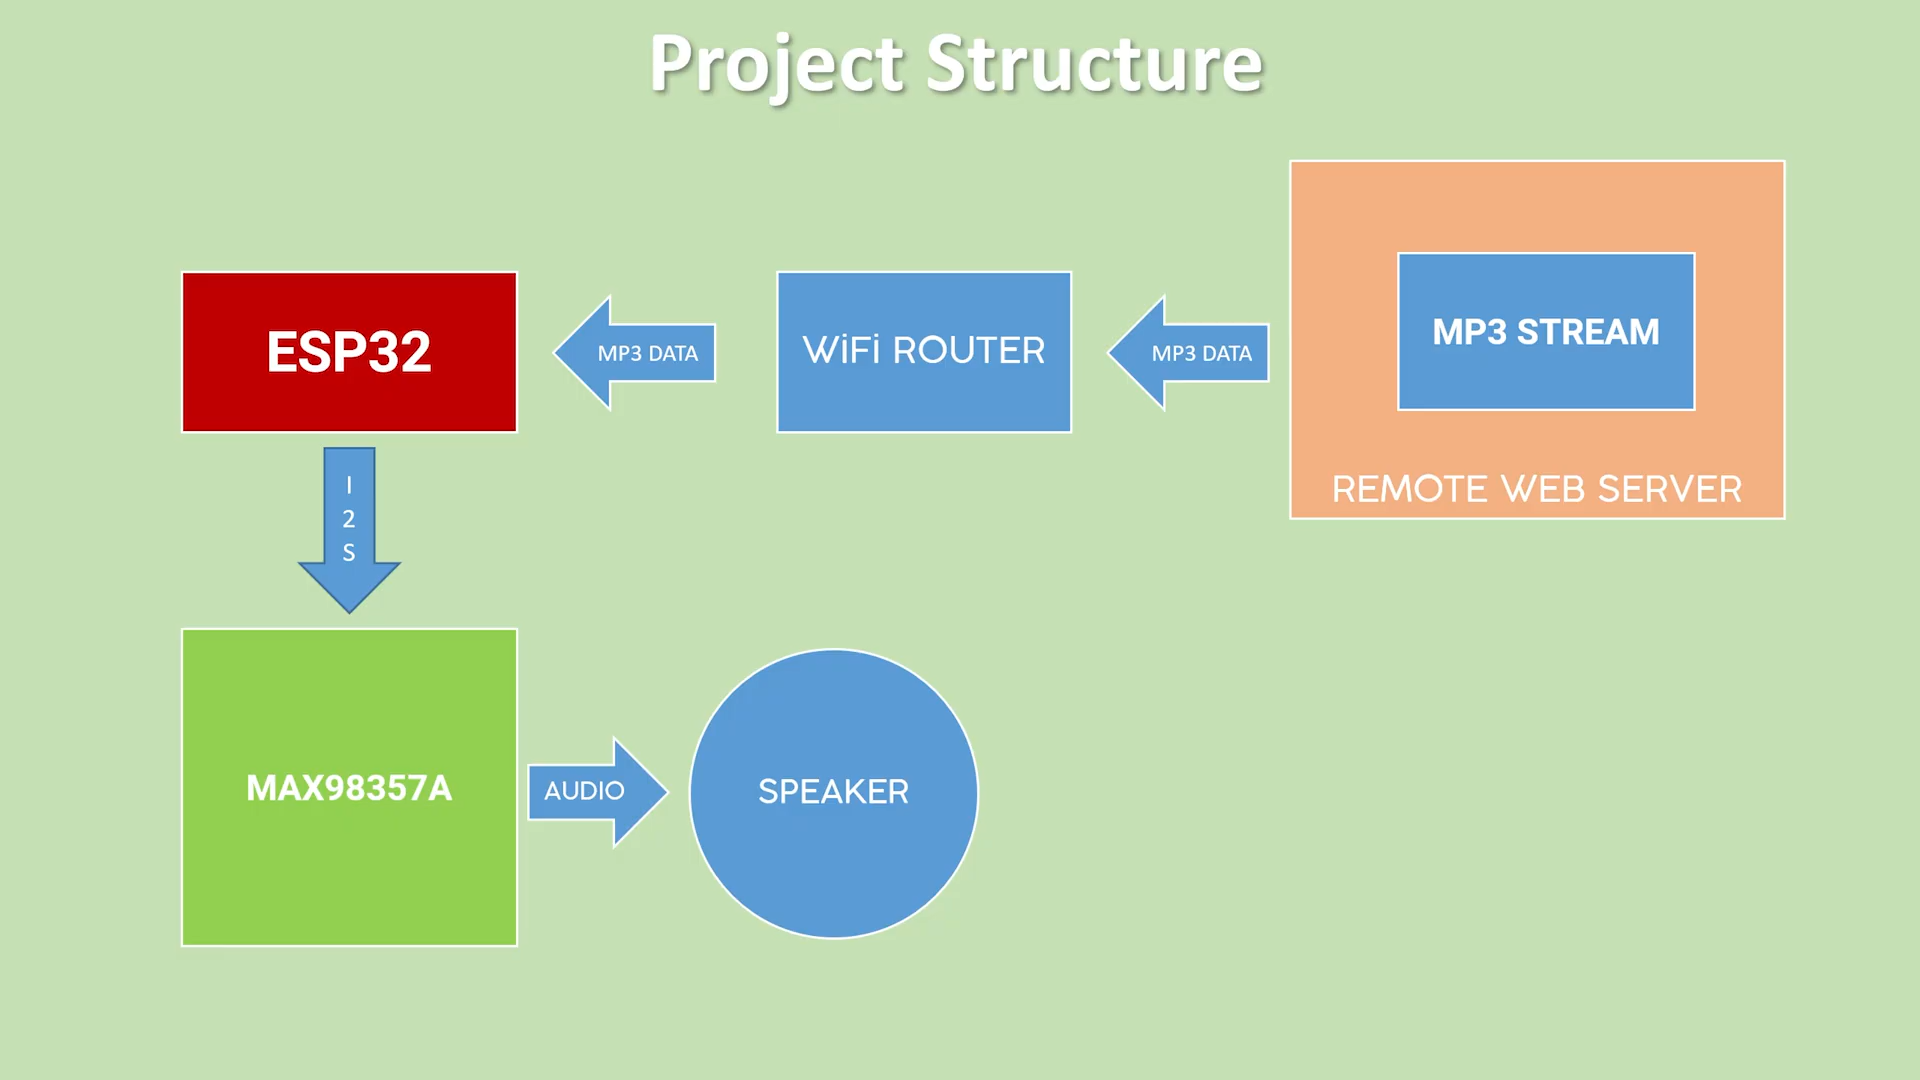 Project Structure
ESP32
MP3 DATA
WiFi ROUTER
MP3 DATA
MP3 STREAM
REMOTE WEB SERVER
I
2
S
MAX98357A
AUDIO
SPEAKER